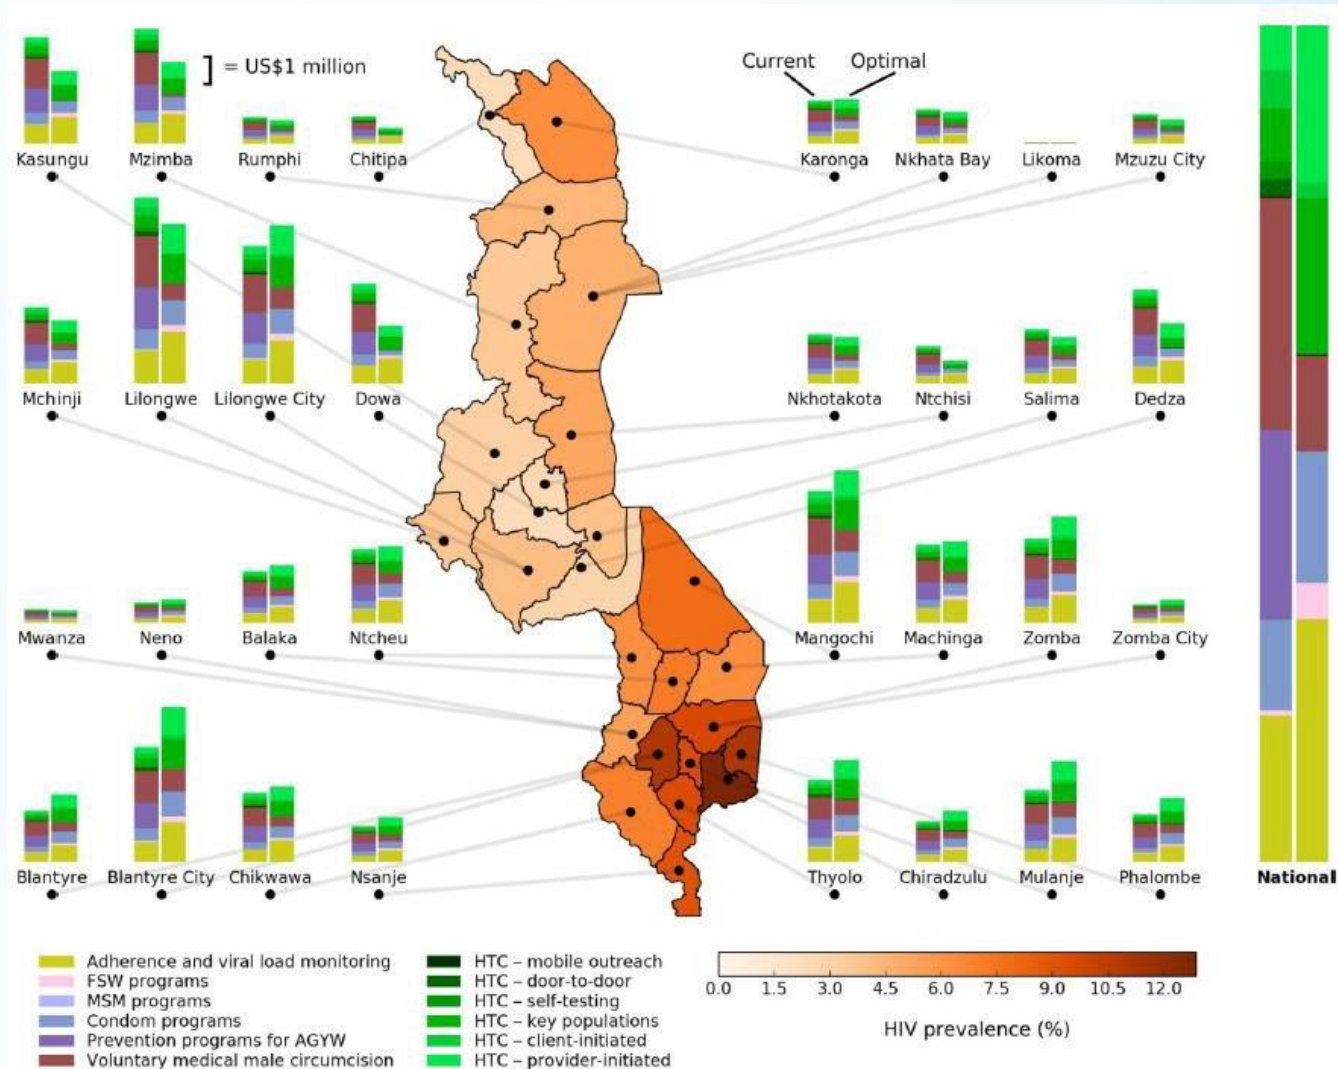 ] = US$1 million
Current Optimal
Kasungu Mzimba Rumphi Chitipa
Karonga Nkhata Bay Likoma Mzuzu City
Mchinji Lilongwe Lilongwe City Dowa
Nkhotakota Ntchisi Salima Dedza
Mwanza Neno Balaka Ntcheu
Mangochi Machinga Zomba Zomba City
Blantyre Blantyre City Chikwawa Nsanje
Thyolo Chiradzulu Mulanje Phalombe
National
Adherence and viral load monitoring
FSW programs
MSM programs
Condom programs
Prevention programs for AGYW
Voluntary medical male circumcision
HTC – mobile outreach
HTC – door-to-door
HTC – self-testing
HTC – key populations
HTC – client-initiated
HTC – provider-initiated
0.0 1.5 3.0 4.5 6.0 7.5 9.0 10.5 12.0
HIV prevalence (%)